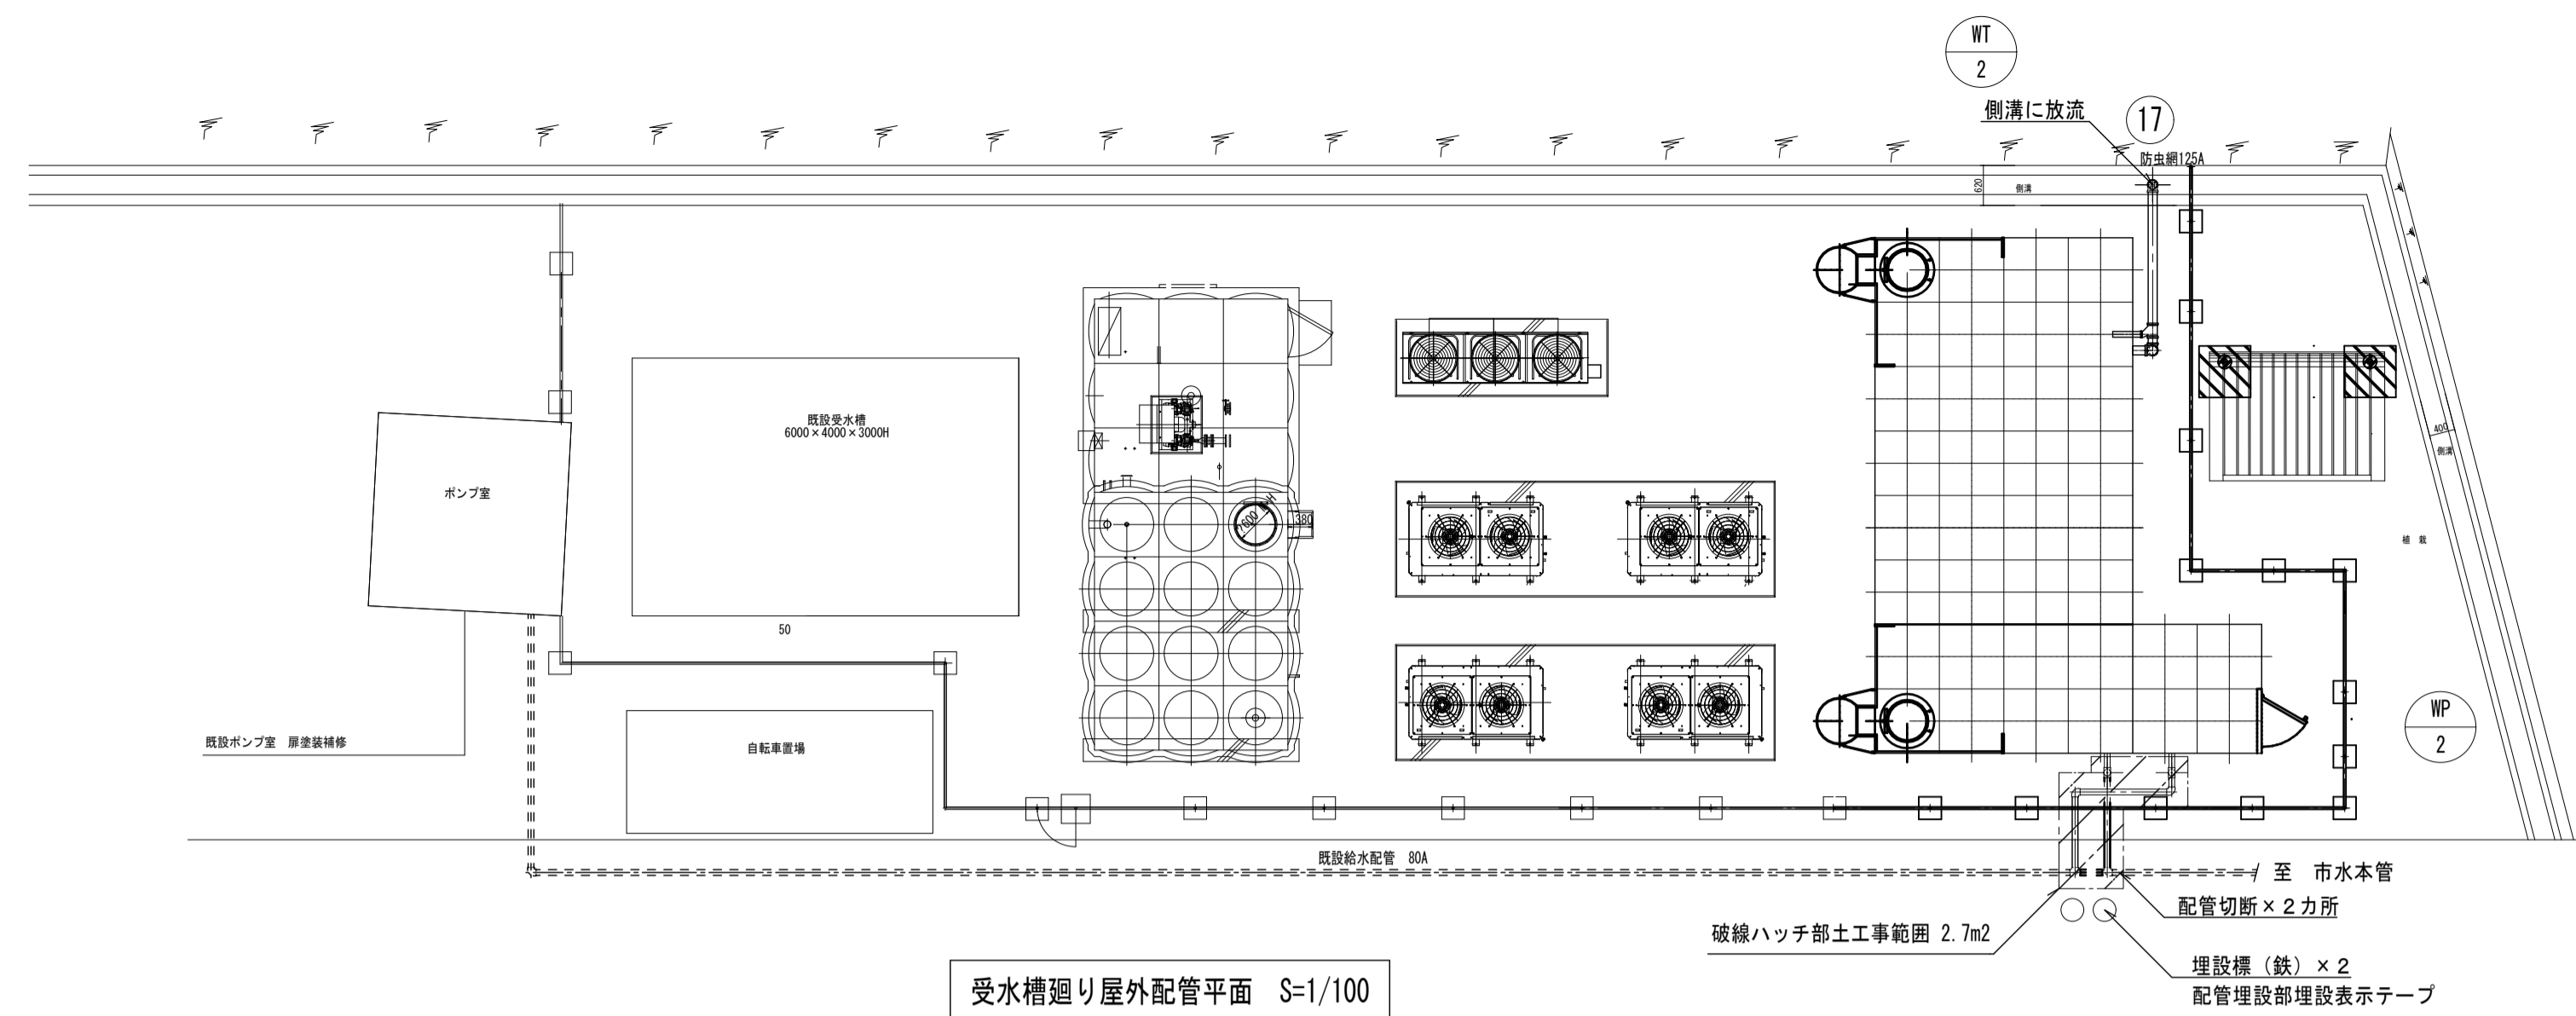 WT
2
側溝に放流
17
防虫網125A
620
側溝
既設受水槽
6000×4000×3000H
ポンプ室
380
400
側溝
植 栽
50
WP
2
既設ポンプ室 扉塗装補修
自転車置場
既設給水配管 80A
至 市水本管
配管切断×2カ所
破線ハッチ部土工事範囲 2.7m2
埋設標（鉄）×2
配管埋設部埋設表示テープ
受水槽廻り屋外配管平面 S=1/100